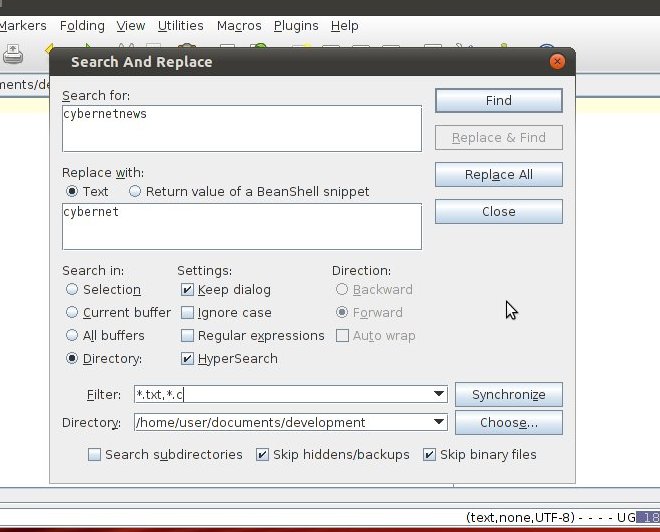 Markers Folding View Utilities Macros Plugins Help
Search And Replace
ments/de
Search for:
cybernetnews
Find
Replace & Find
Replace with:
Text Return value of a BeanShell snippet
Replace All
cybernet
Close
Search in: Settings: Direction:
Selection Keep dialog Backward
Current buffer Ignore case Forward
All buffers Regular expressions Auto wrap
Directory: HyperSearch
Filter: *.txt,*.c Synchronize
Directory: /home/user/documents/development Choose...
Search subdirectories Skip hiddens/backups Skip binary files
(text,none,UTF-8) - - - - UG 18